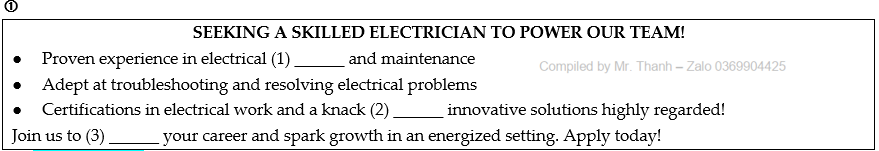 ①
SEEKING A SKILLED ELECTRICIAN TO POWER OUR TEAM!
● Proven experience in electrical (1) ______ and maintenance
Compiled by Mr. Thanh – Zalo 0369904425
● Adept at troubleshooting and resolving electrical problems
● Certifications in electrical work and a knack (2) ______ innovative solutions highly regarded!
Join us to (3) ______ your career and spark growth in an energized setting. Apply today!